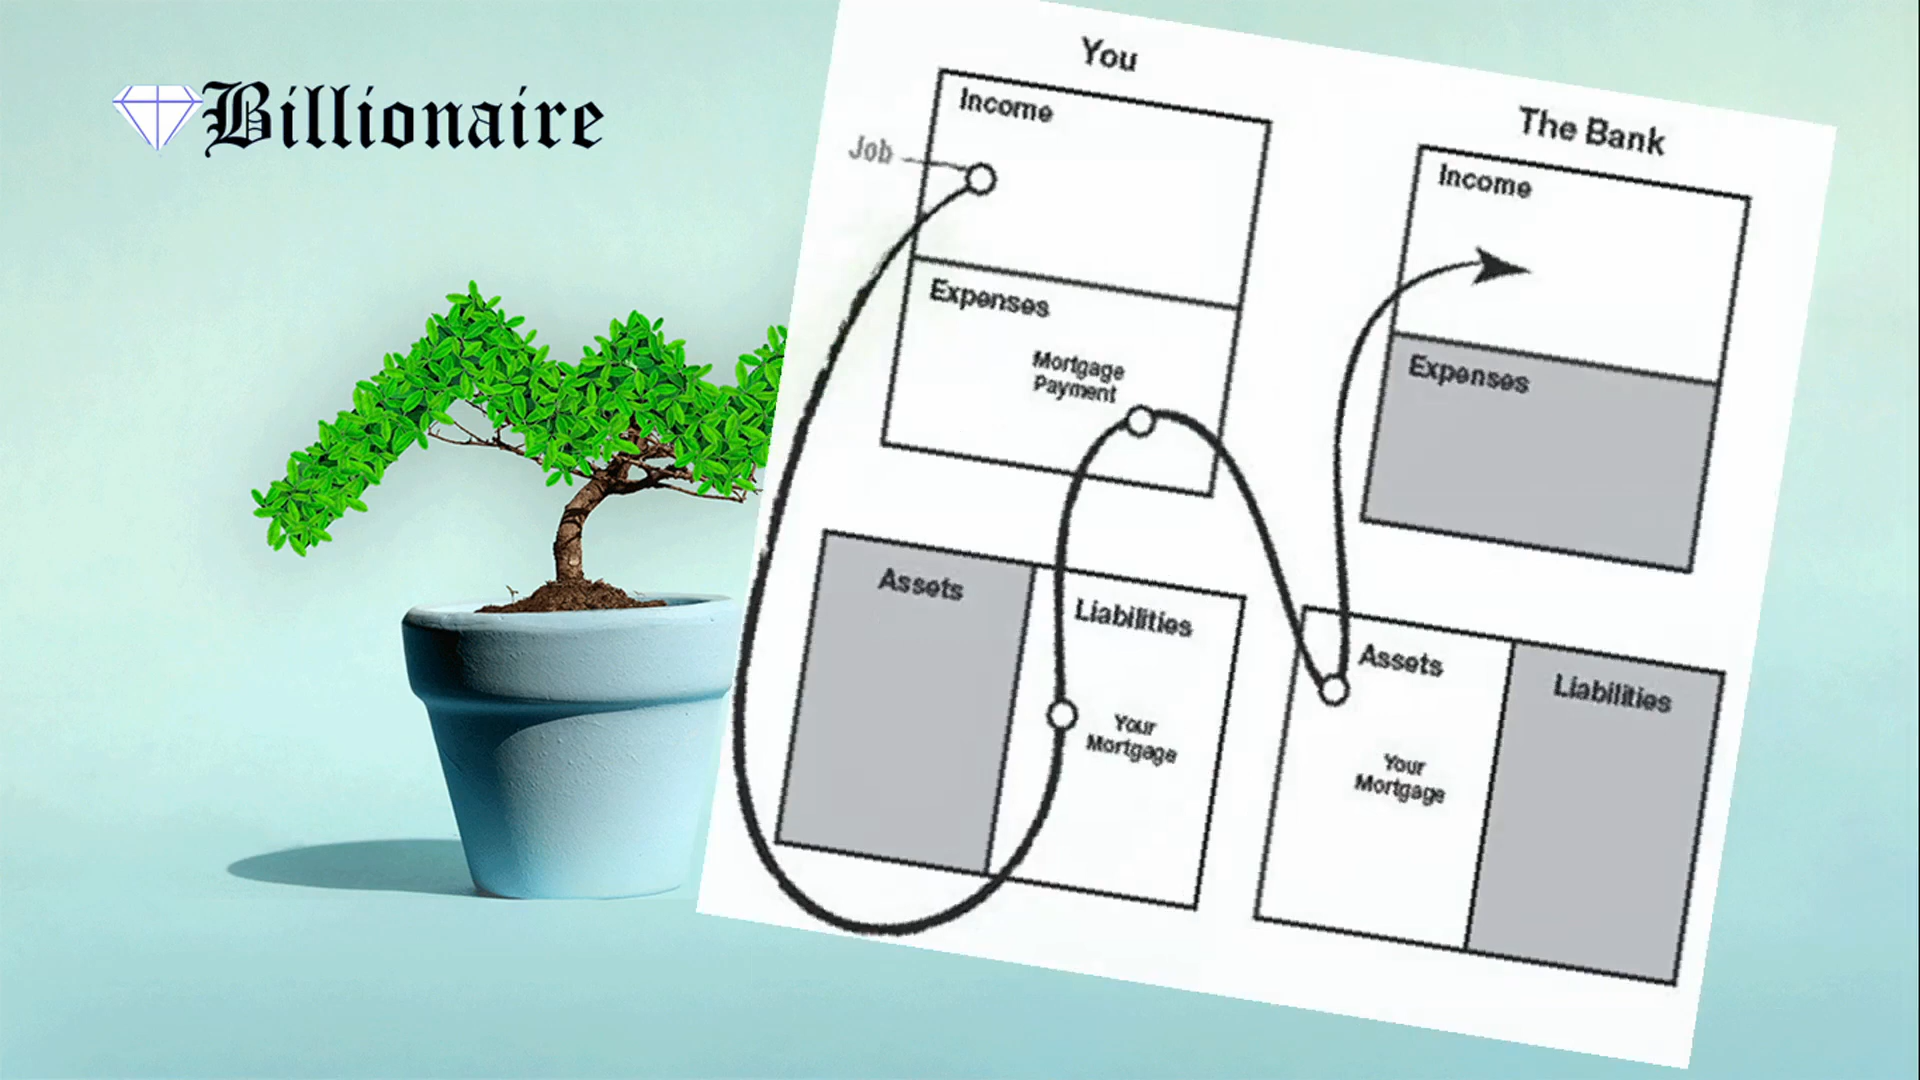 Billionaire
You
Income
Job
Expenses
Mortgage
Payment
Assets
Liabilities
Your
Mortgage
The Bank
Income
Expenses
Assets
Your
Mortgage
Liabilities